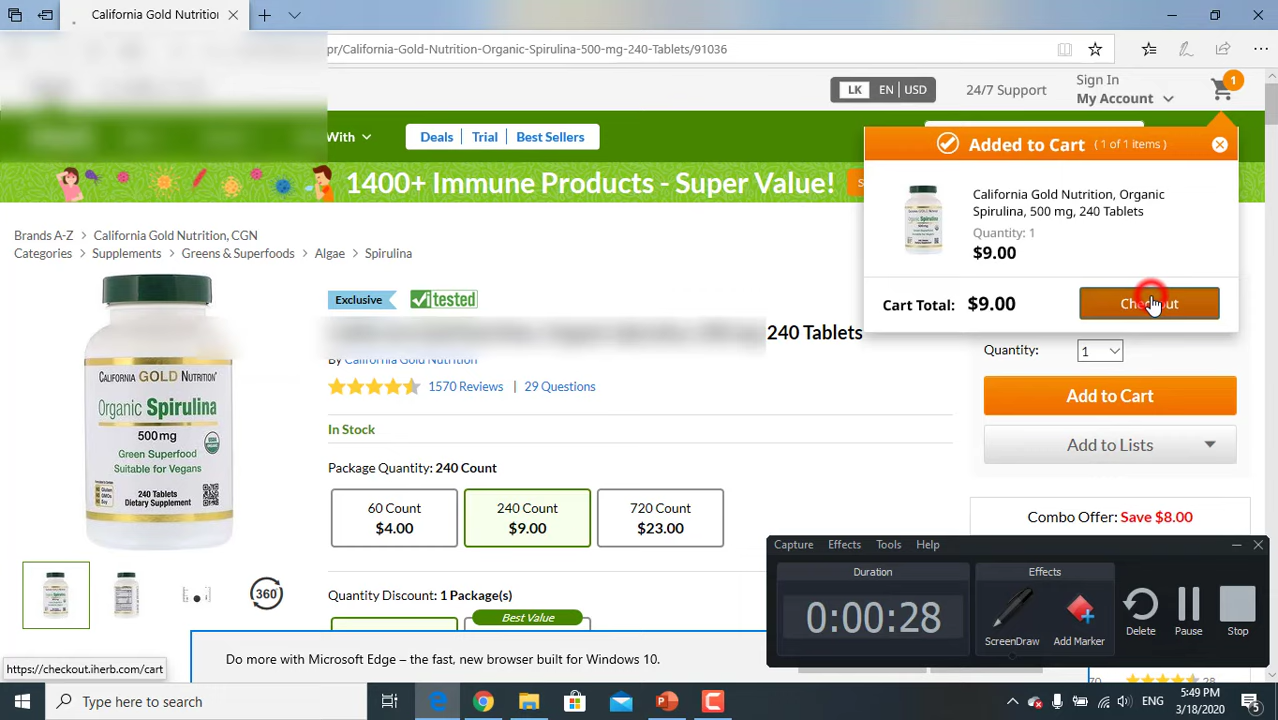 California Gold Nutrition
pr/California-Gold-Nutrition-Organic-Spirulina-500-mg-240-Tablets/91036
LK EN | USD
24/7 Support
Sign In
My Account
1
With
Deals | Trial | Best Sellers
Added to Cart ( 1 of 1 items )
1400+ Immune Products - Super Value!
California Gold Nutrition, Organic
Spirulina, 500 mg, 240 Tablets
Quantity: 1
$9.00
Cart Total: $9.00
Checkout
Brands A-Z > California Gold Nutrition, CGN
Categories > Supplements > Greens & Superfoods > Algae > Spirulina
Exclusive
tested
240 Tablets
By California Gold Nutrition
1570 Reviews | 29 Questions
In Stock
Package Quantity: 240 Count
60 Count
$4.00
240 Count
$9.00
720 Count
$23.00
Quantity Discount: 1 Package(s)
Best Value
CALIFORNIA GOLD NUTRITION
Organic Spirulina
500 mg
Green Superfood
Suitable for Vegans
240 Tablets
Dietary Supplement
360
Quantity: 1
Add to Cart
Add to Lists
Combo Offer: Save $8.00
Capture Effects Tools Help
Duration
0:00:28
Effects
ScreenDraw
Add Marker
Delete
Pause
Stop
Do more with Microsoft Edge – the fast, new browser built for Windows 10.
https://checkout.iherb.com/cart
Type here to search
ENG
5:49 PM
3/18/2020
5